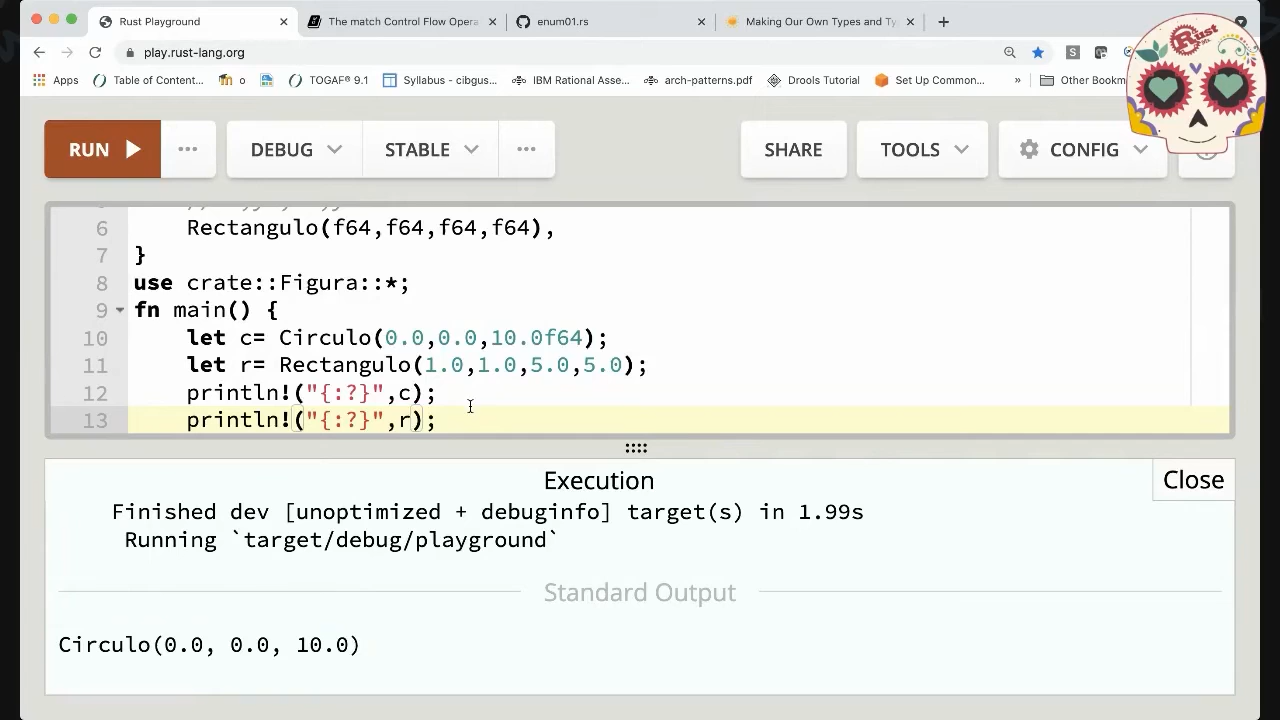 Rust Playground
The match Control Flow Opera
enum01.rs
Making Our Own Types and Ty
play.rust-lang.org
S
Apps
Table of Content...
o
TOGAF® 9.1
Syllabus - cibgus...
IBM Rational Asse...
arch-patterns.pdf
Drools Tutorial
Set Up Common...
»
Other Bookm
Rust
RUN
DEBUG
STABLE
SHARE
TOOLS
CONFIG
6 Rectangulo(f64,f64,f64,f64),
7 }
8 use crate::Figura::*;
9 fn main() {
10 let c= Circulo(0.0,0.0,10.0f64);
11 let r= Rectangulo(1.0,1.0,5.0,5.0);
12 println!("{:?}",c);
13 println!("{:?}",r);
Execution
Close
Finished dev [unoptimized + debuginfo] target(s) in 1.99s
Running `target/debug/playground`
Standard Output
Circulo(0.0, 0.0, 10.0)